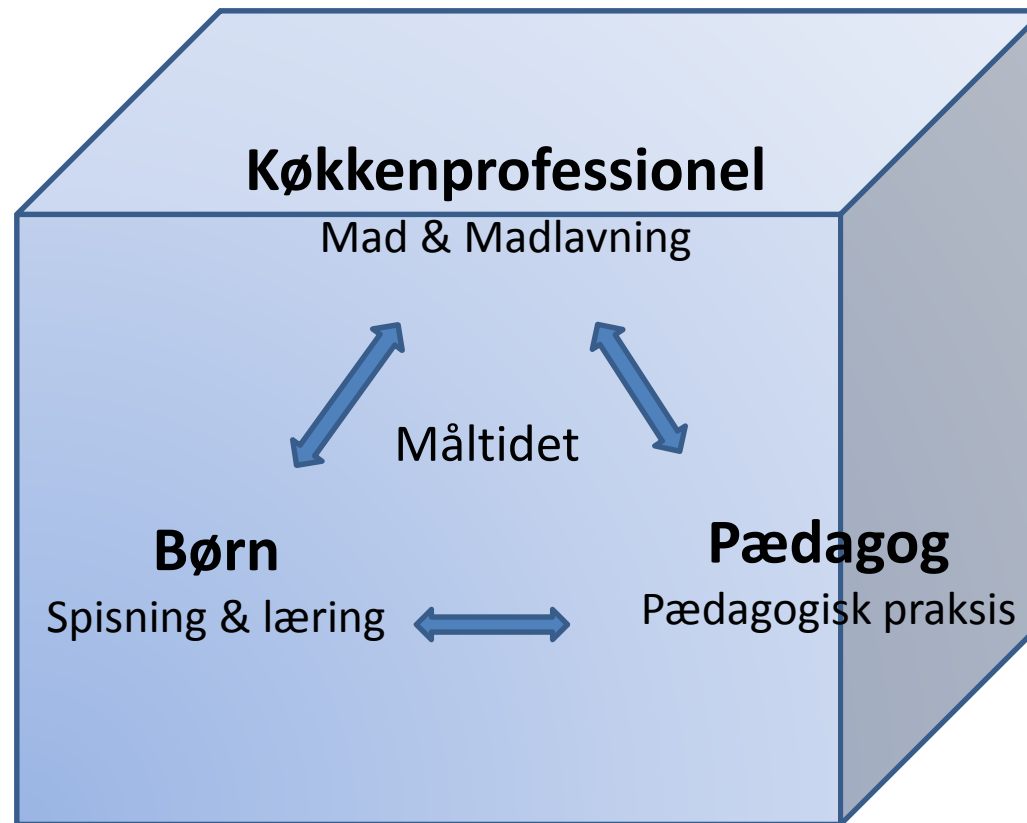 Køkkenprofessionel
Mad & Madlavning
Måltidet
Børn
Spisning & læring
Pædagog
Pædagogisk praksis